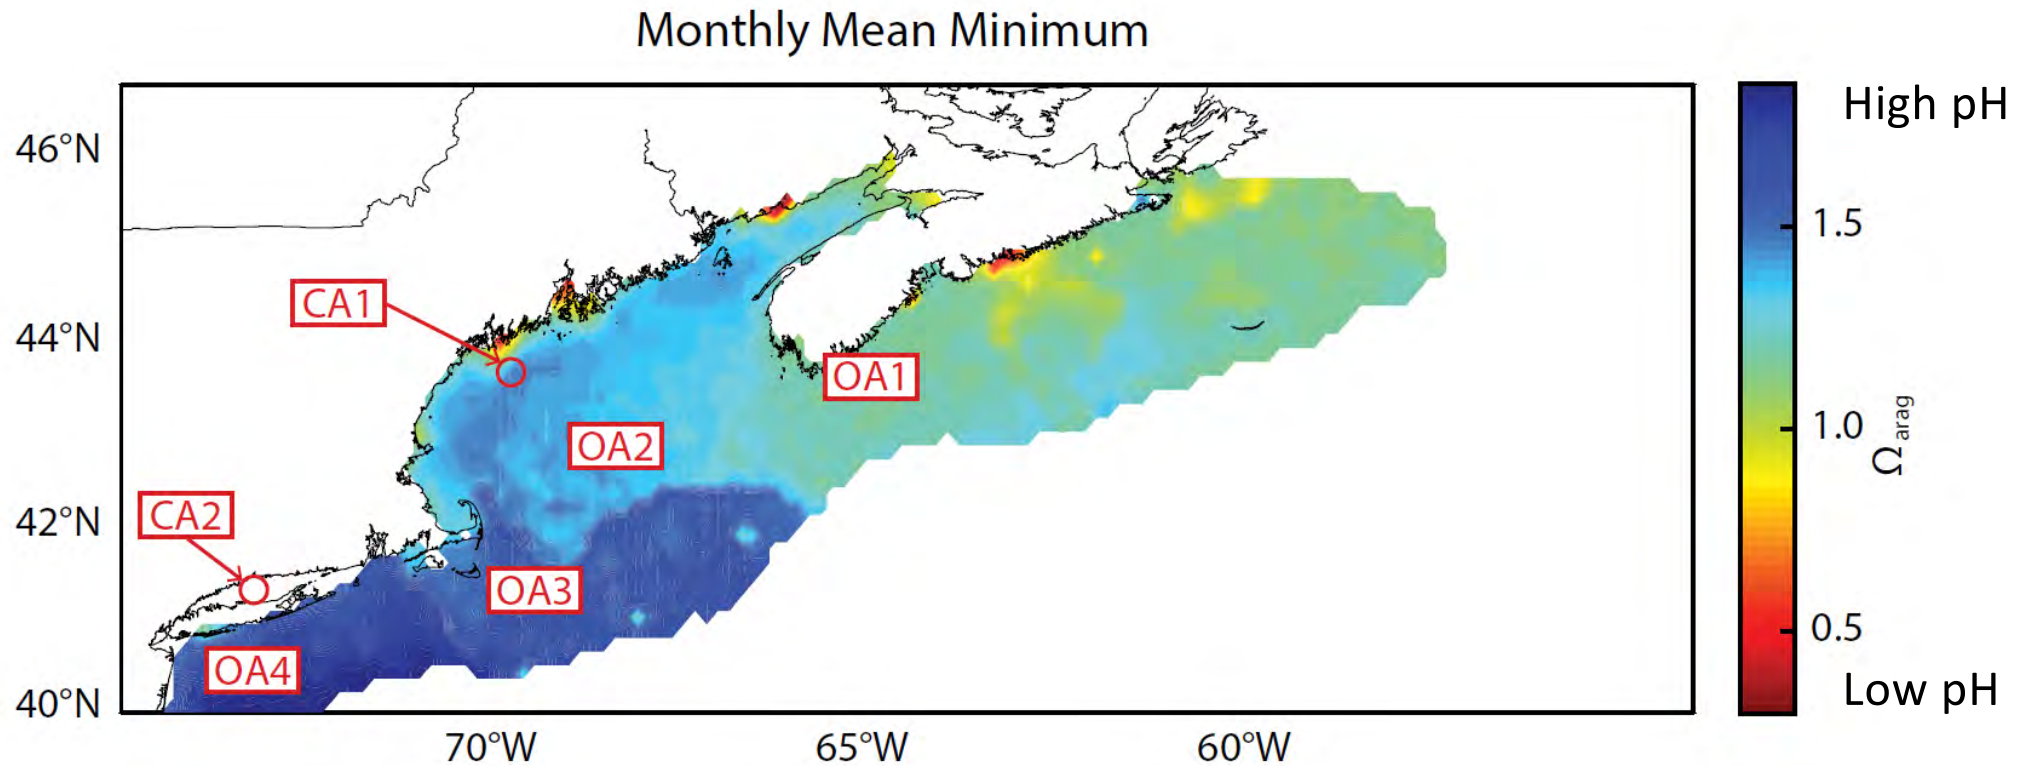 Monthly Mean Minimum
46°N
44°N
42°N
40°N
70°W
65°W
60°W
CA1
CA2
OA1
OA2
OA3
OA4
High pH
1.5
1.0
0.5
Low pH
Ω arag